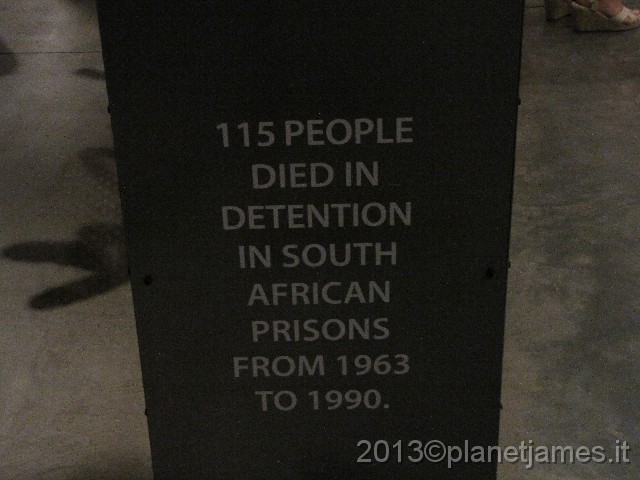 115 PEOPLE
DIED IN
DETENTION
IN SOUTH
AFRICAN
PRISONS
FROM 1963
TO 1990.
2013©planetjames.it